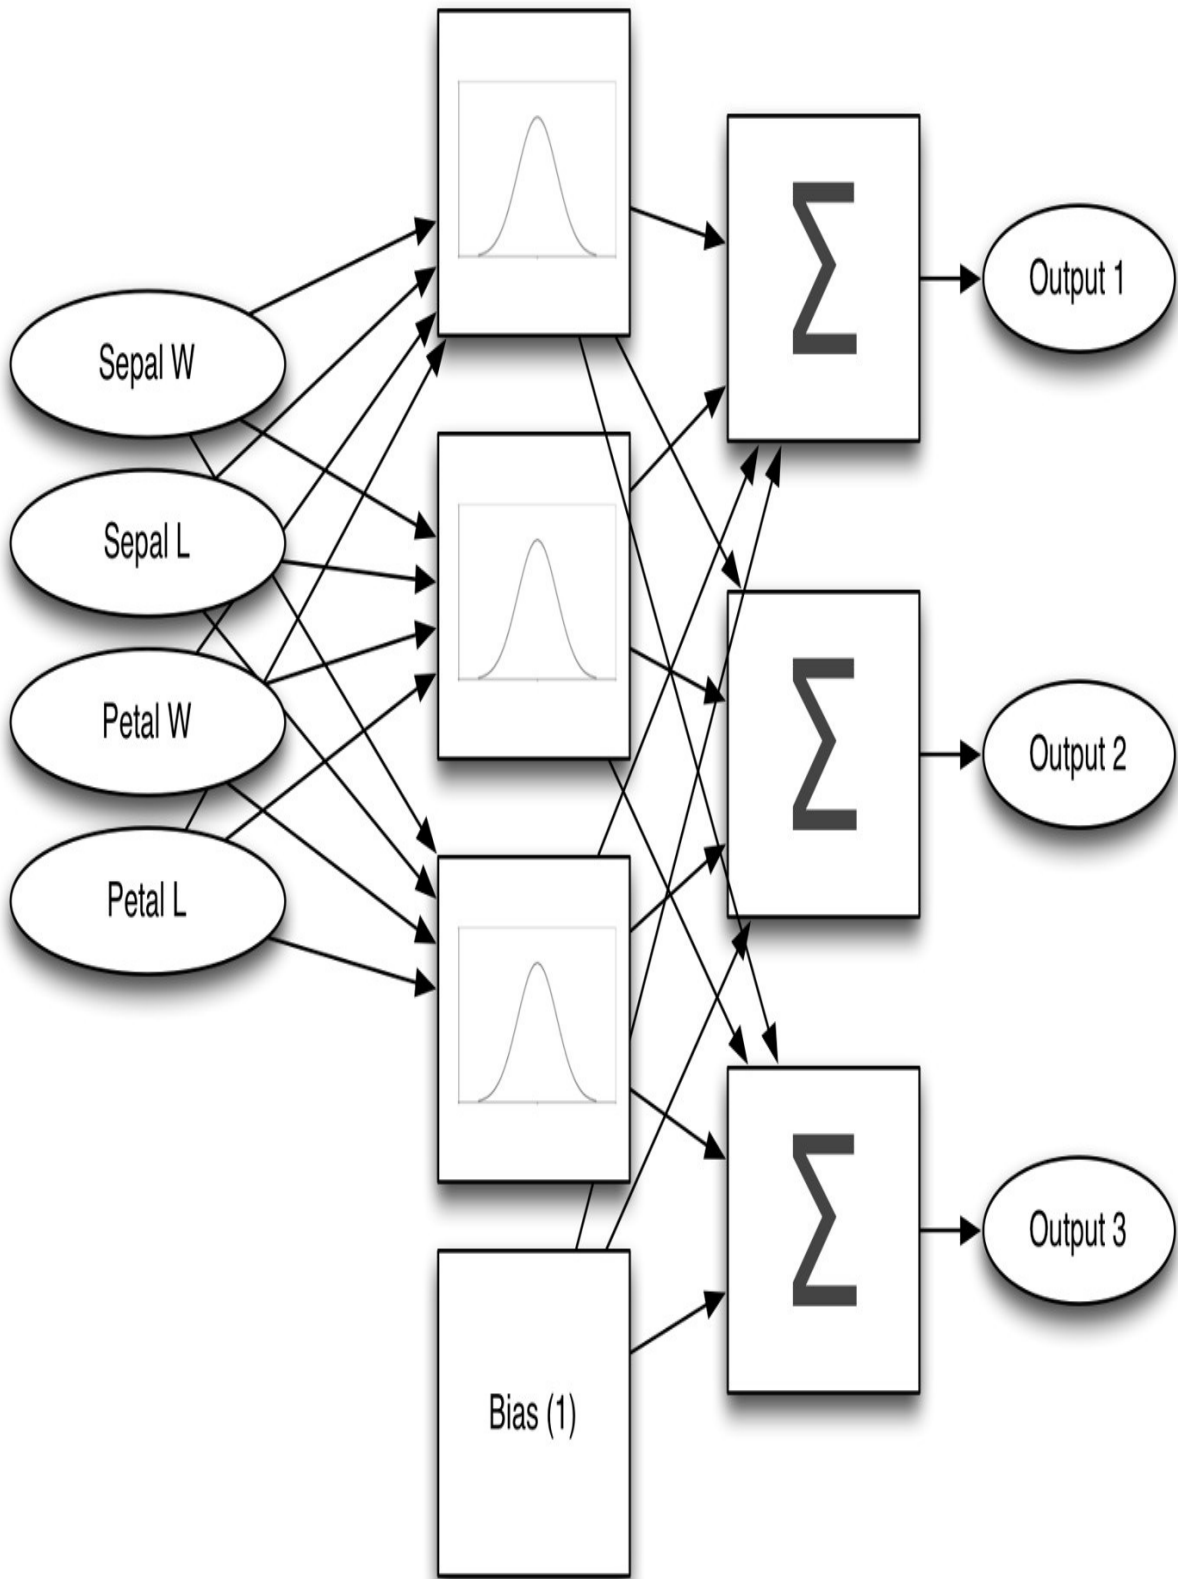 Sepal W
Sepal L
Petal W
Petal L
Bias (1)
Σ
Σ
Σ
Output 1
Output 2
Output 3